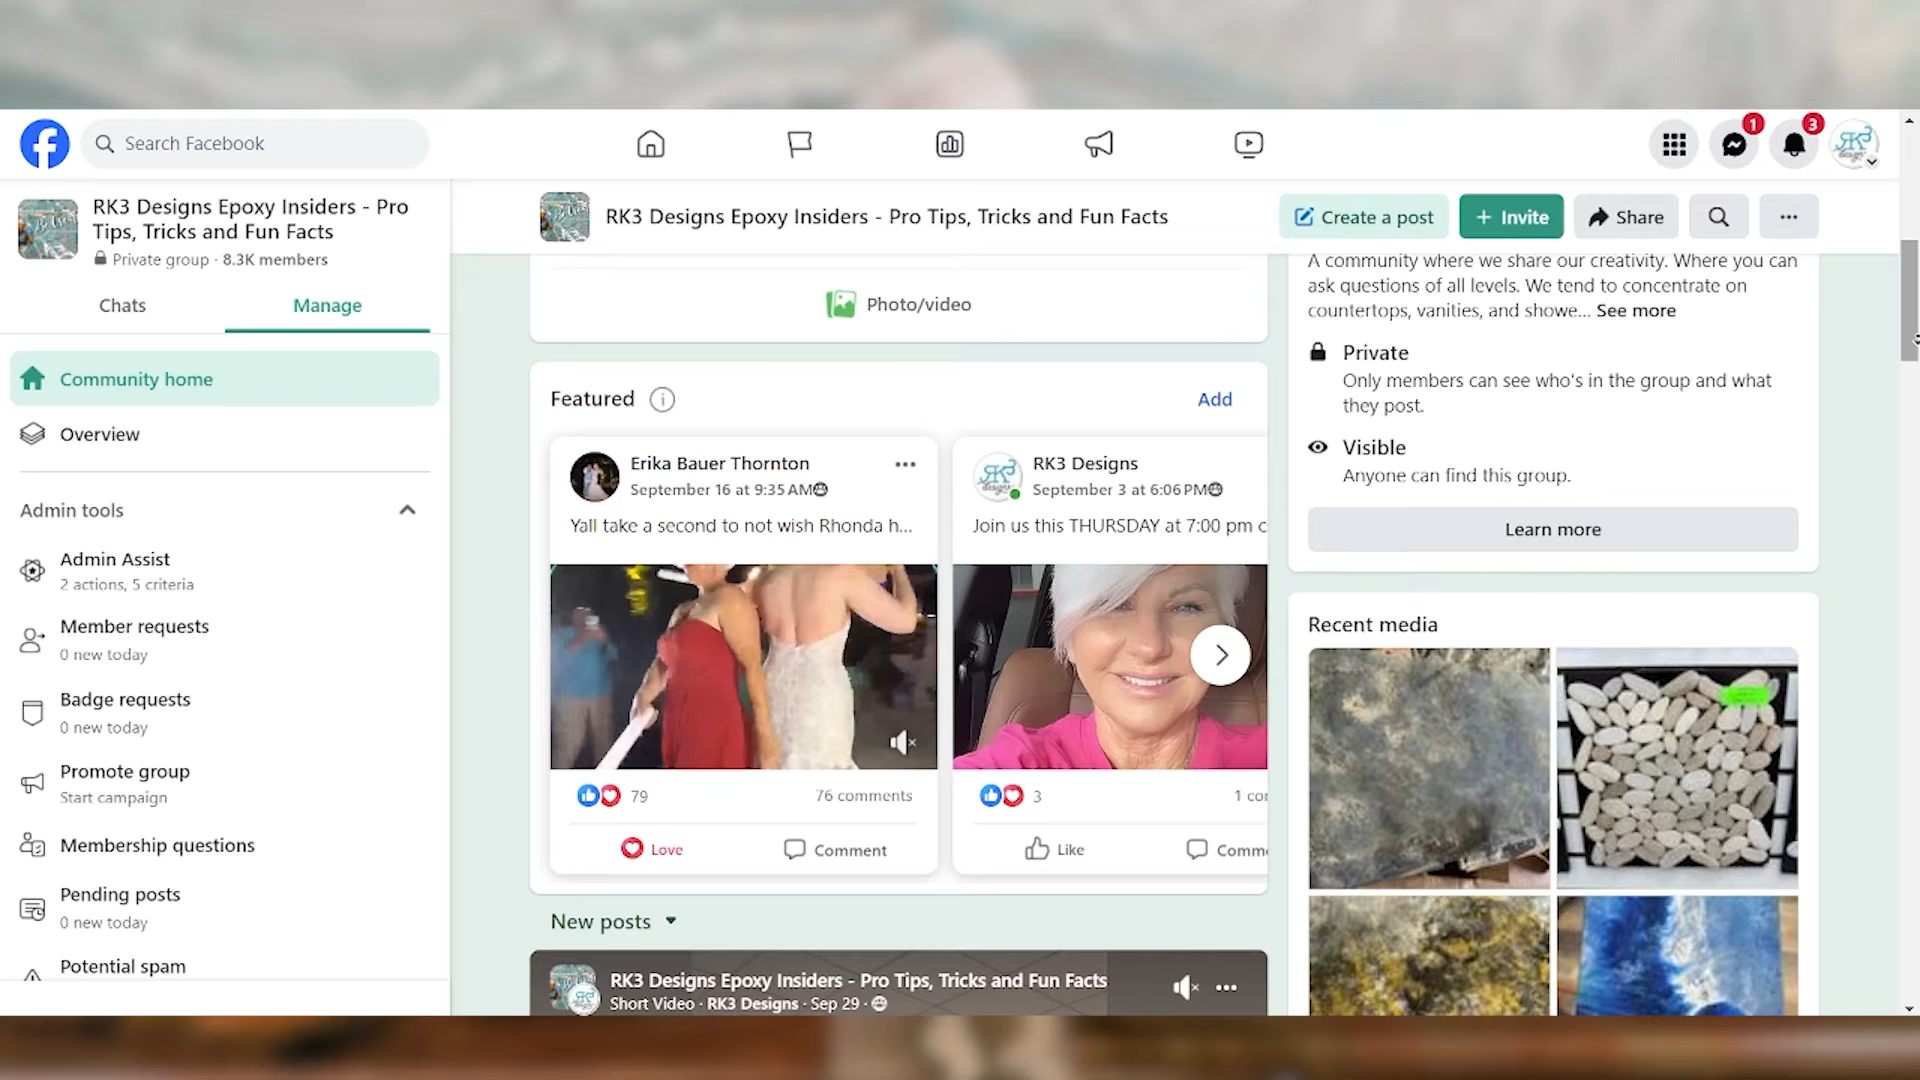 Search Facebook
1
3
RK3 Designs Epoxy Insiders - Pro
Tips, Tricks and Fun Facts
Private group · 8.3K members
Chats
Manage
Community home
Overview
Admin tools
Admin Assist
2 actions, 5 criteria
Member requests
0 new today
Badge requests
0 new today
Promote group
Start campaign
Membership questions
Pending posts
0 new today
Potential spam
RK3 Designs Epoxy Insiders - Pro Tips, Tricks and Fun Facts
Create a post
+ Invite
Share
Photo/video
Featured
Add
Erika Bauer Thornton
September 16 at 9:35 AM
Yall take a second to not wish Rhonda h...
79
76 comments
Love
Comment
RK3 Designs
September 3 at 6:06 PM
Join us this THURSDAY at 7:00 pm c
3
1 co
Like
Comm
New posts
RK3 Designs Epoxy Insiders - Pro Tips, Tricks and Fun Facts
Short Video · RK3 Designs · Sep 29 ·
A community where we share our creativity. Where you can
ask questions of all levels. We tend to concentrate on
countertops, vanities, and showe... See more
Private
Only members can see who's in the group and what
they post.
Visible
Anyone can find this group.
Learn more
Recent media